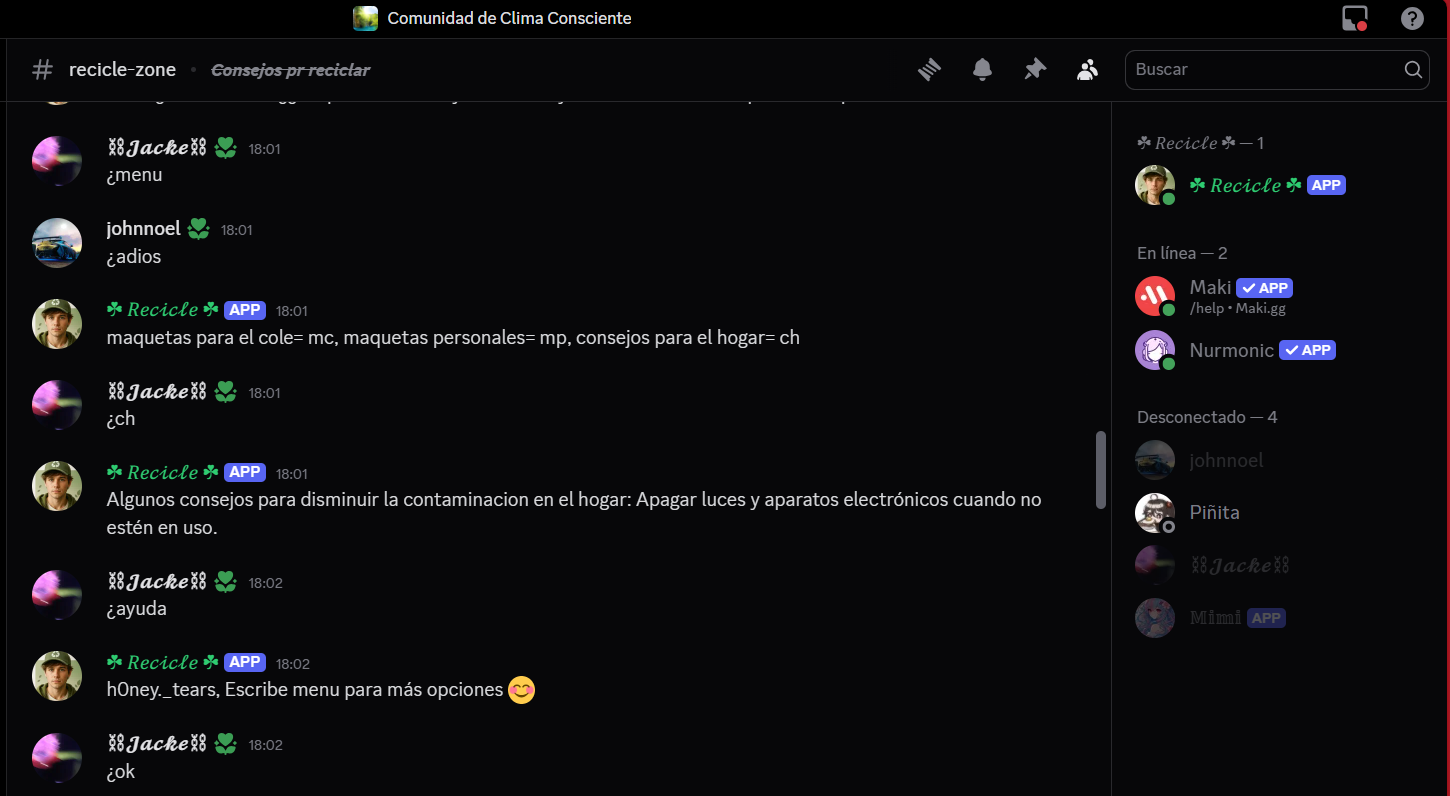 Comunidad de Clima Consciente
# recicle-zone • Consejos pr reciclar
Buscar
⛓Jacke⛓ 18:01
¿menu
johnnoel 18:01
¿adios
☘ Recicle ☘ APP 18:01
maquetas para el cole= mc, maquetas personales= mp, consejos para el hogar= ch
⛓Jacke⛓ 18:01
¿ch
☘ Recicle ☘ APP 18:01
Algunos consejos para disminuir la contaminacion en el hogar: Apagar luces y aparatos electrónicos cuando no
estén en uso.
⛓Jacke⛓ 18:02
¿ayuda
☘ Recicle ☘ APP 18:02
h0ney._tears, Escribe menu para más opciones 😊
⛓Jacke⛓ 18:02
¿ok
☘ Recicle ☘ — 1
☘ Recicle ☘ APP
En línea — 2
Maki ✓ APP
/help • Maki.gg
Nurmonic ✓ APP
Desconectado — 4
johnnoel
Piñita
⛓Jacke⛓
Mimi APP